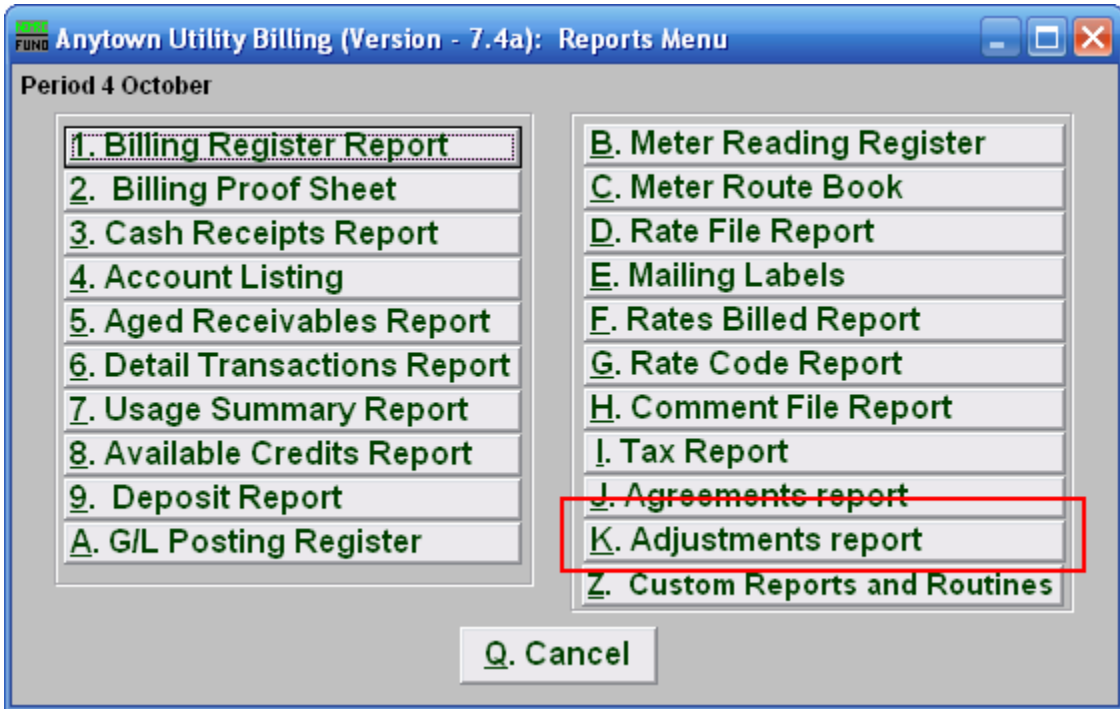 FUND Anytown Utility Billing (Version - 7.4a): Reports Menu
Period 4 October
1. Billing Register Report
2. Billing Proof Sheet
3. Cash Receipts Report
4. Account Listing
5. Aged Receivables Report
6. Detail Transactions Report
7. Usage Summary Report
8. Available Credits Report
9. Deposit Report
A. G/L Posting Register
B. Meter Reading Register
C. Meter Route Book
D. Rate File Report
E. Mailing Labels
F. Rates Billed Report
G. Rate Code Report
H. Comment File Report
I. Tax Report
J. Agreements report
K. Adjustments report
Z. Custom Reports and Routines
Q. Cancel